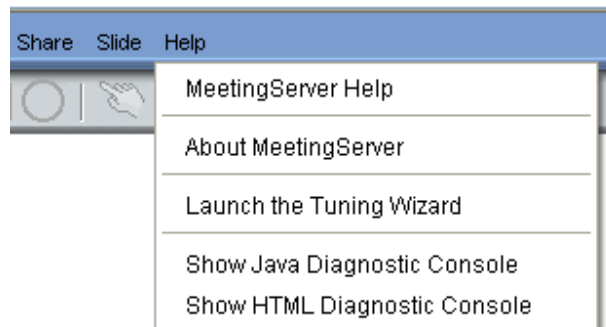 Share Slide Help
MeetingServer Help
About MeetingServer
Launch the Tuning Wizard
Show Java Diagnostic Console
Show HTML Diagnostic Console